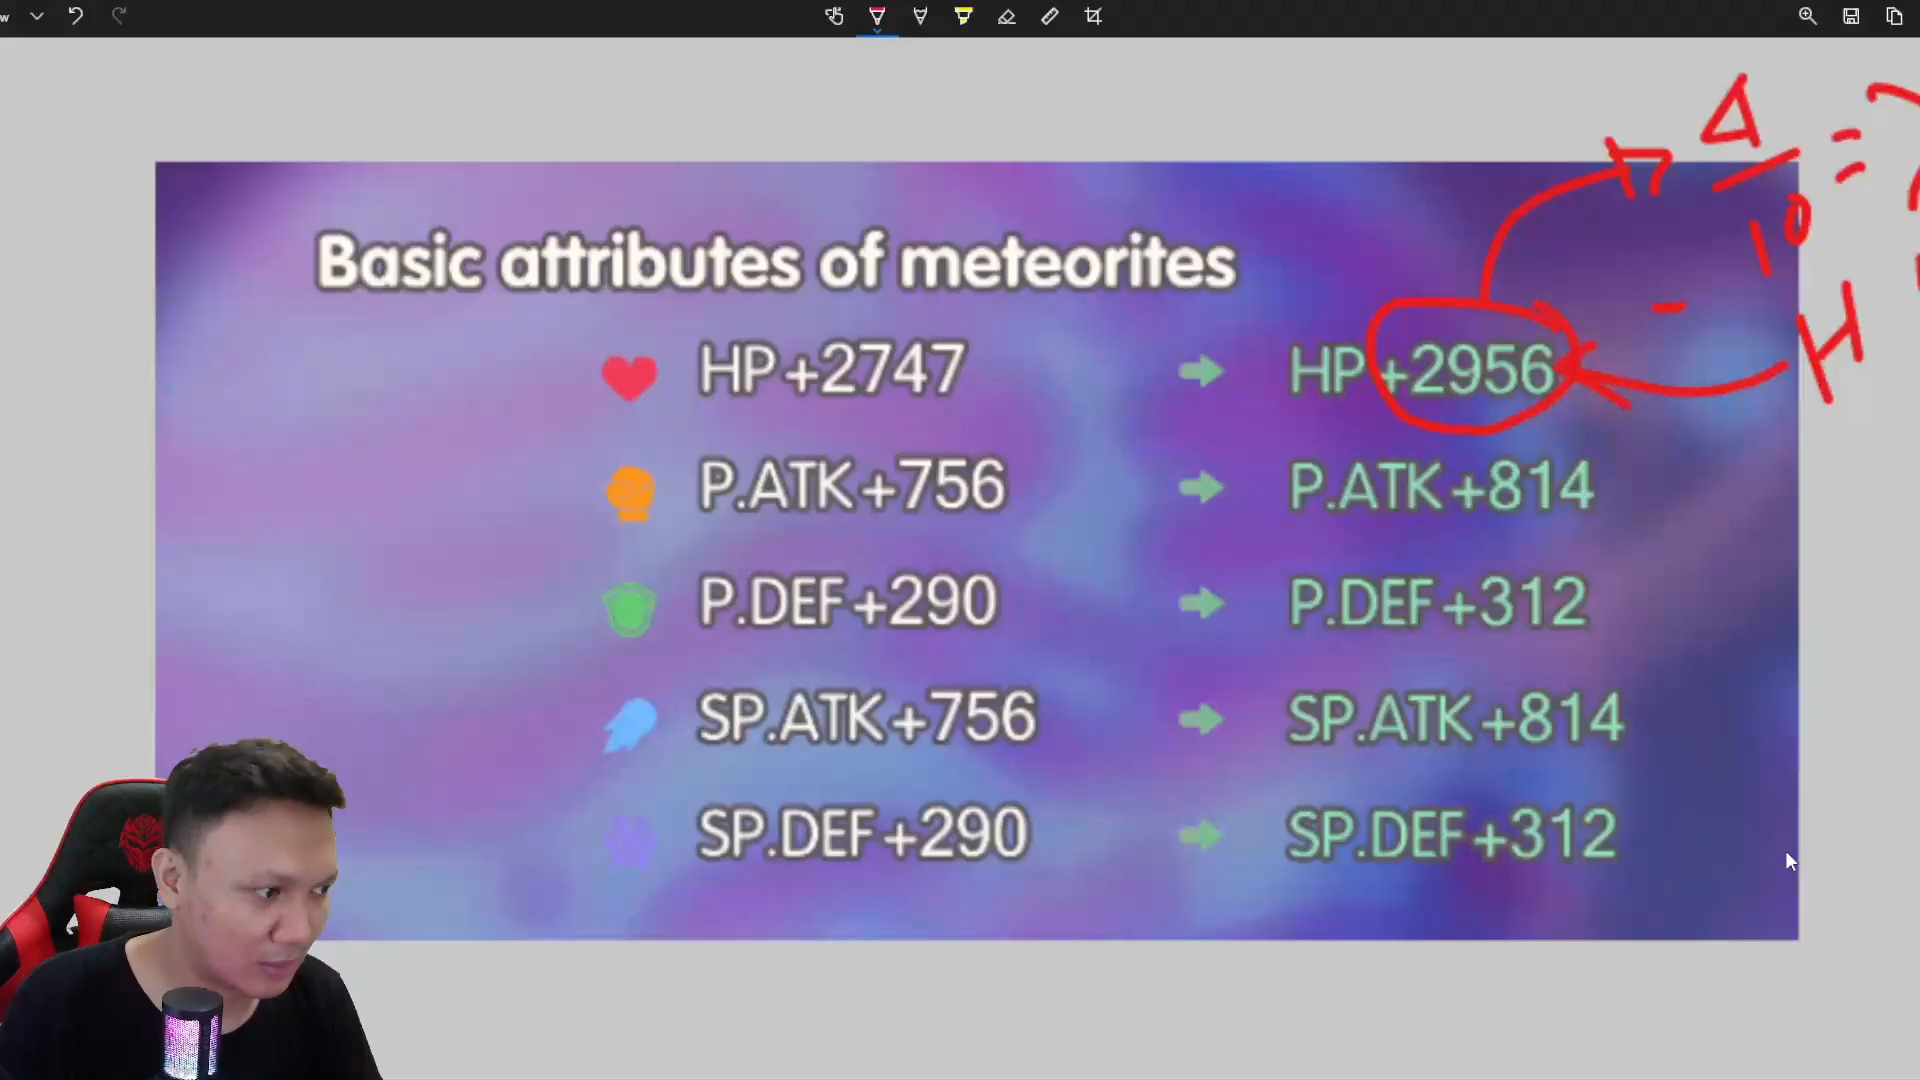 w
Basic attributes of meteorites
HP+2747 HP+2956
P.ATK+756 P.ATK+814
P.DEF+290 P.DEF+312
SP.ATK+756 SP.ATK+814
SP.DEF+290 SP.DEF+312
10
H